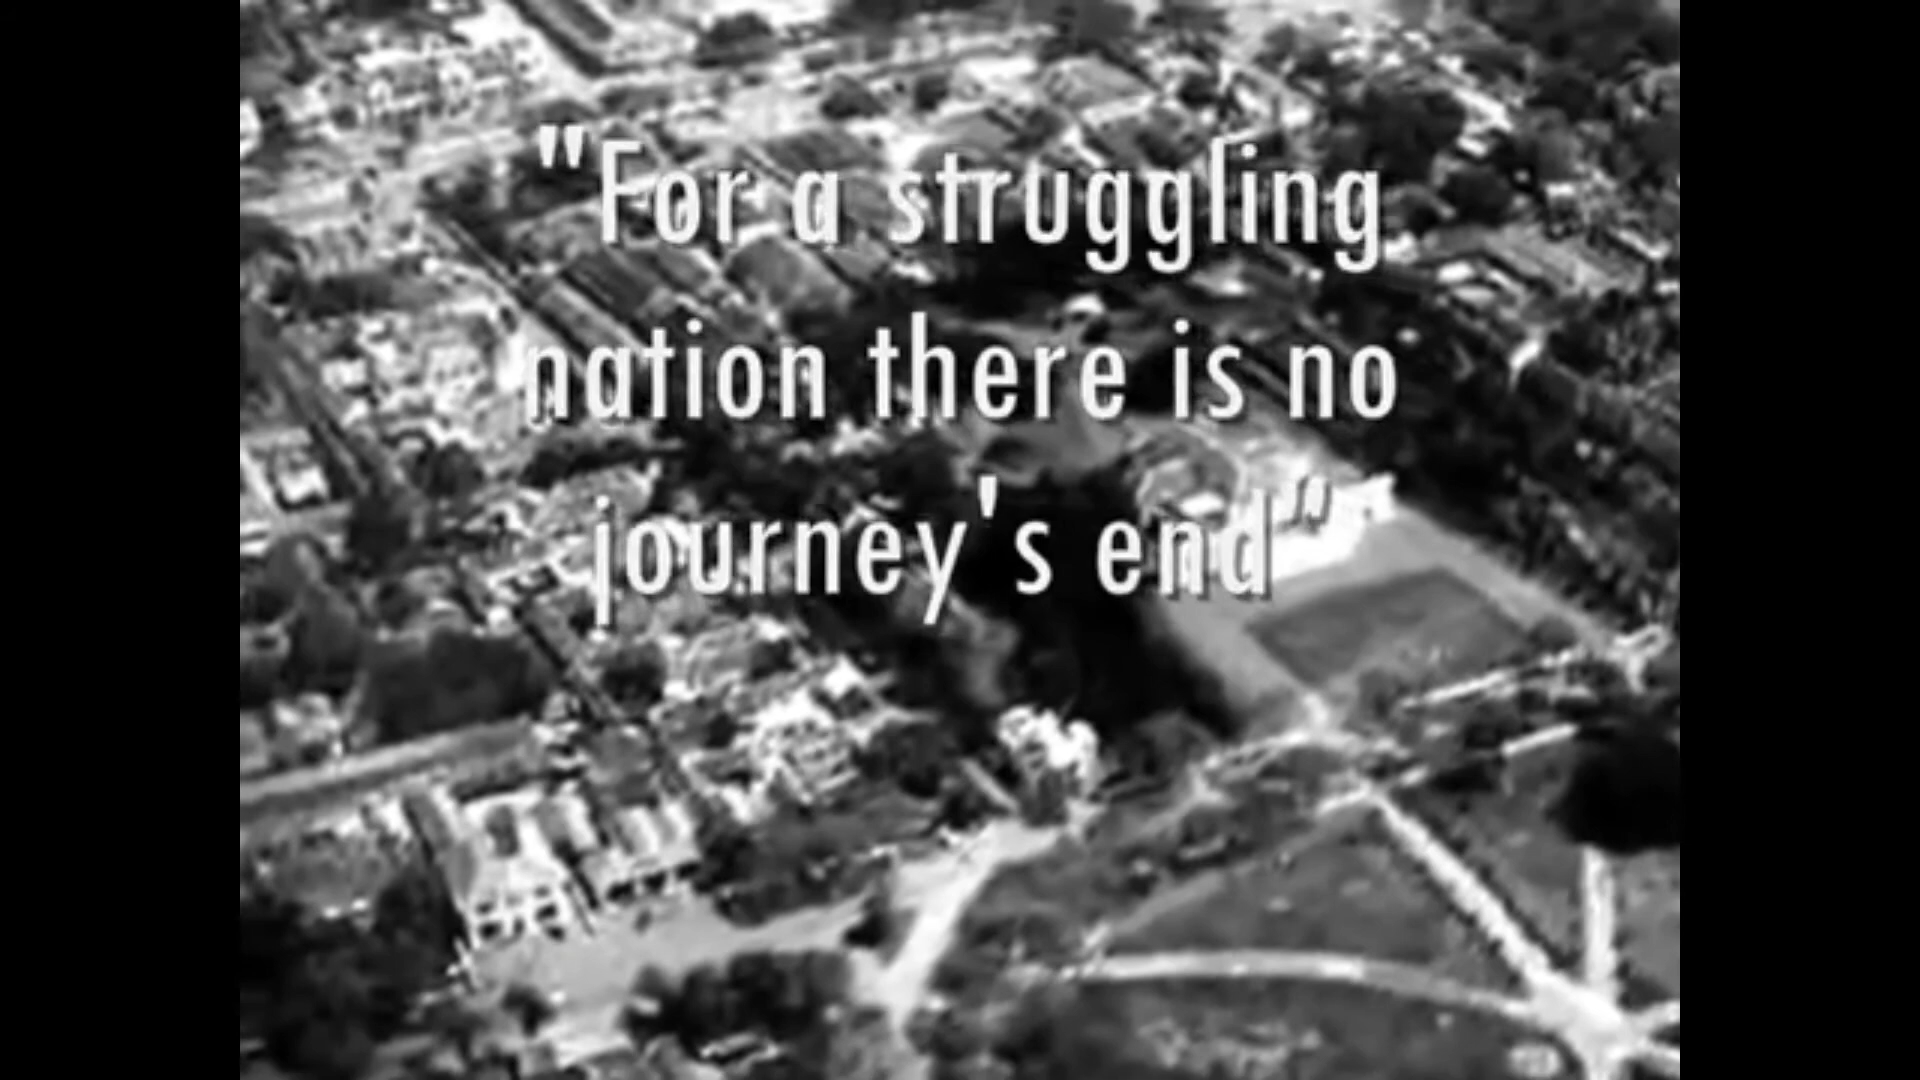 "For a struggling
nation there is no
journey's end"